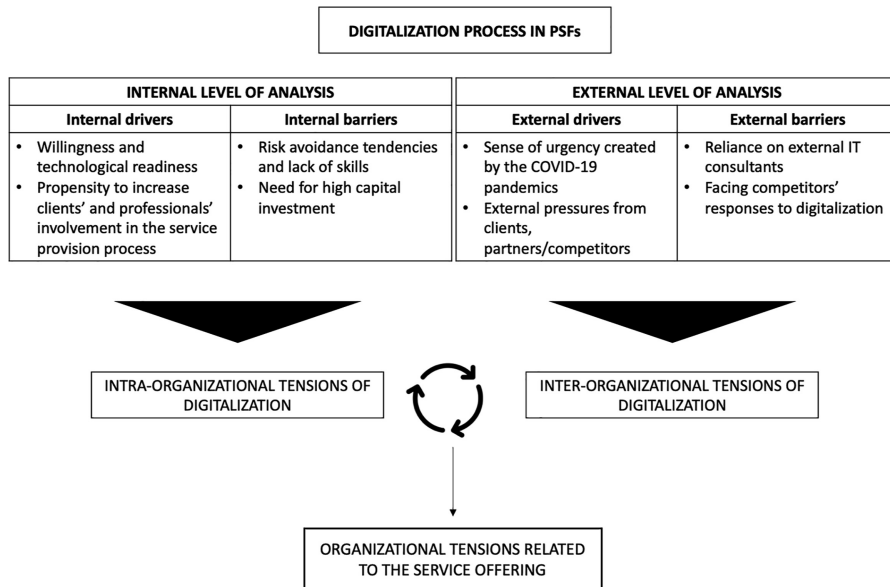 DIGITALIZATION PROCESS IN PSFs
INTERNAL LEVEL OF ANALYSIS
Internal drivers
• Willingness and
technological readiness
• Propensity to increase
clients’ and professionals’
involvement in the service
provision process
Internal barriers
• Risk avoidance tendencies
and lack of skills
• Need for high capital
investment
EXTERNAL LEVEL OF ANALYSIS
External drivers
• Sense of urgency created
by the COVID-19
pandemics
• External pressures from
clients,
partners/competitors
External barriers
• Reliance on external IT
consultants
• Facing competitors’
responses to digitalization
INTRA-ORGANIZATIONAL TENSIONS OF
DIGITALIZATION
INTER-ORGANIZATIONAL TENSIONS OF
DIGITALIZATION
ORGANIZATIONAL TENSIONS RELATED
TO THE SERVICE OFFERING